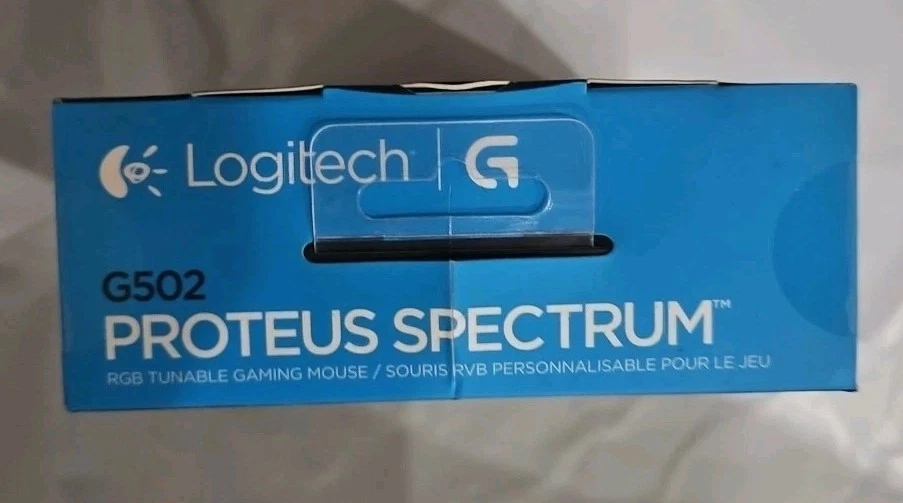 Logitech G
G502
PROTEUS SPECTRUM™
RGB TUNABLE GAMING MOUSE / SOURIS RVB PERSONNALISABLE POUR LE JEU